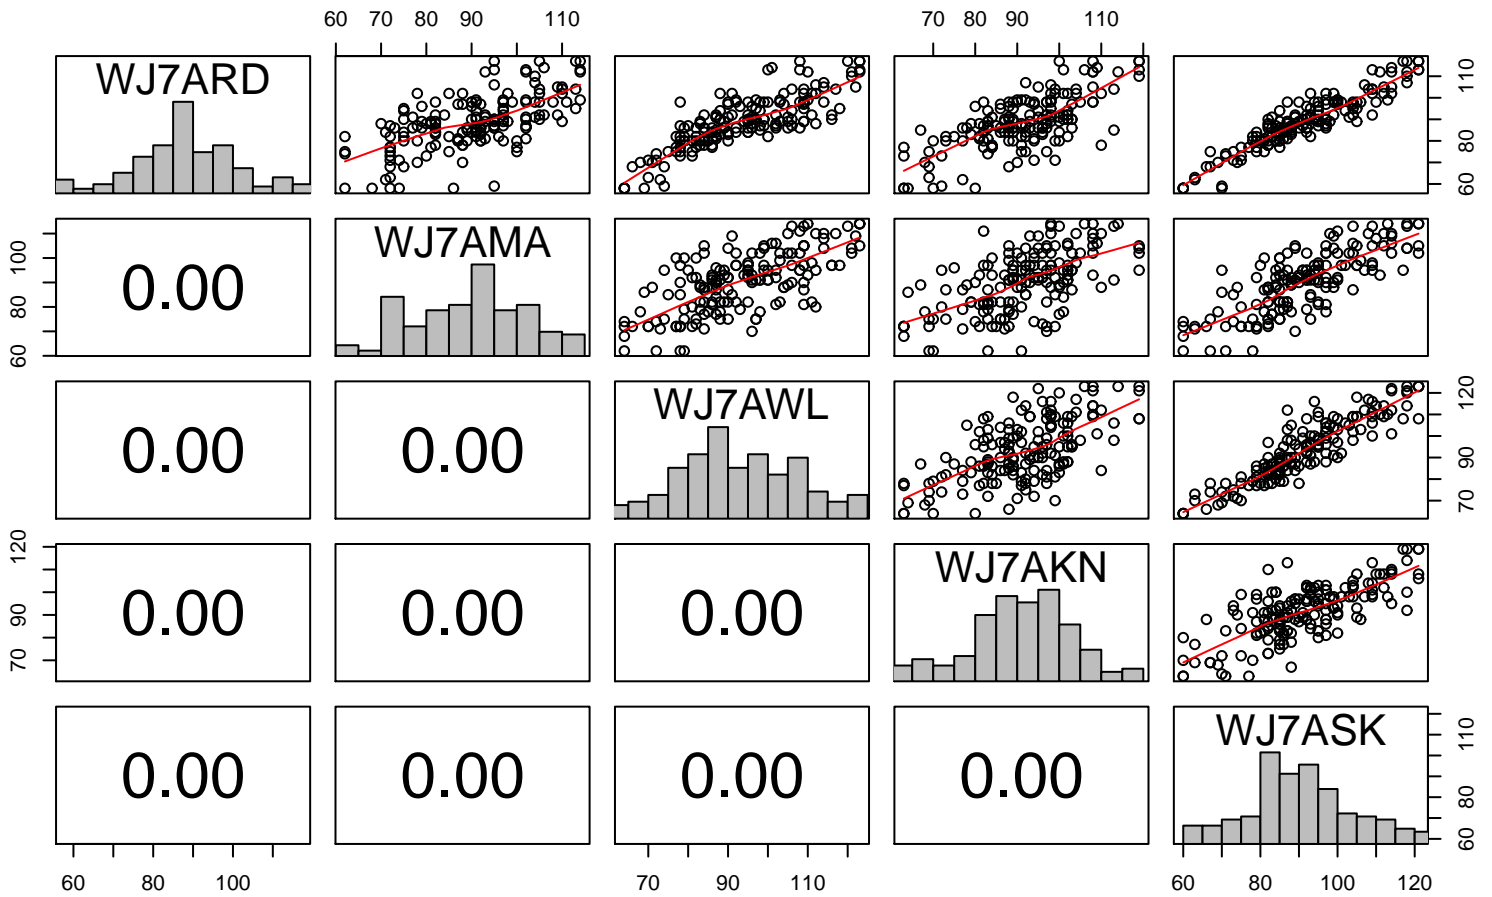 60 70 80 90 110 70 80 90 110
WJ7ARD
60 80 110
0.00 WJ7AMA
60 80 100
0.00 0.00 WJ7AWL
70 90 120
0.00 0.00 0.00 WJ7AKN
70 90 120
0.00 0.00 0.00 0.00 WJ7ASK
60 80 110
60 80 100 70 90 110 60 80 100 120